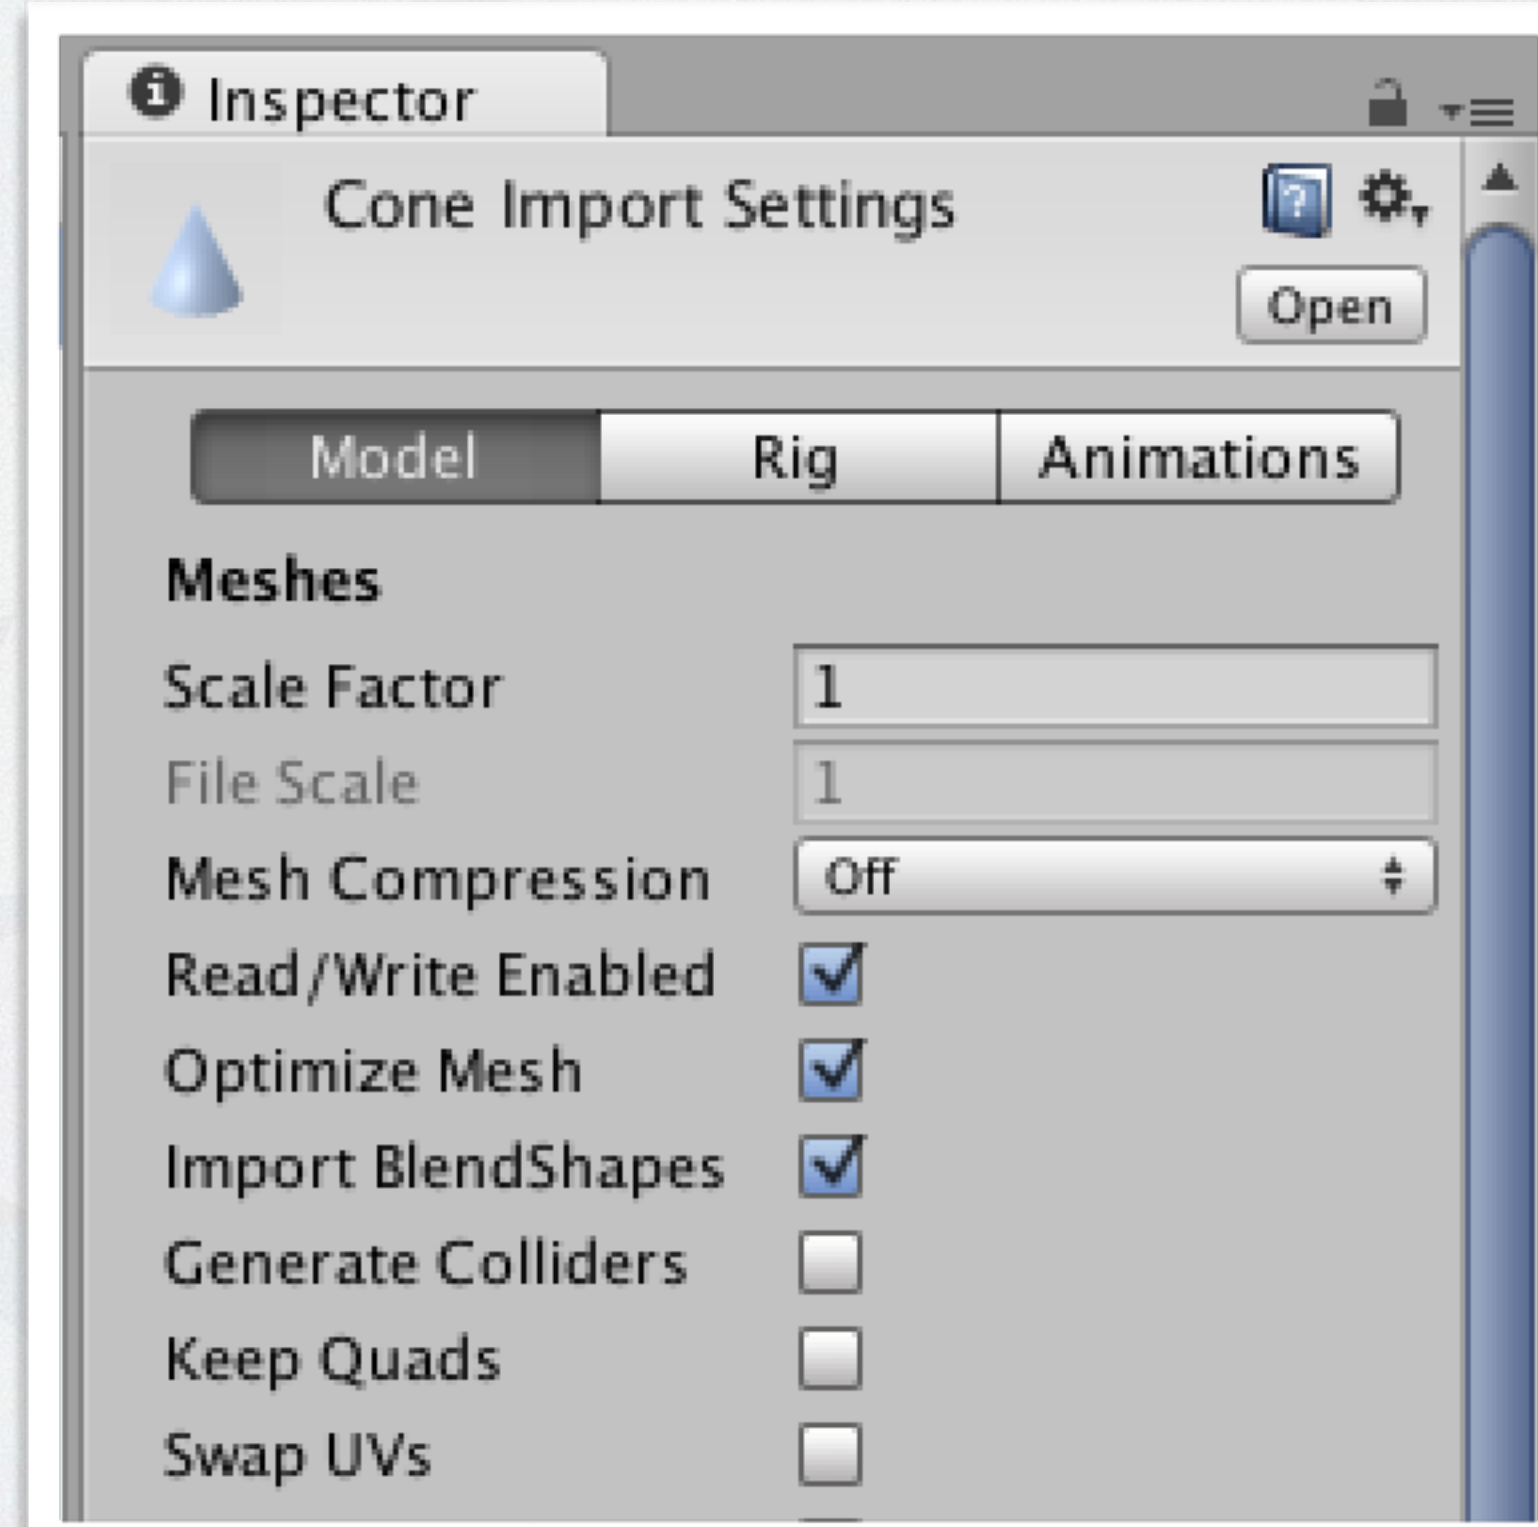 Inspector
Cone Import Settings
Open
Model Rig Animations
Meshes
Scale Factor 1
File Scale 1
Mesh Compression Off
Read/Write Enabled
Optimize Mesh
Import BlendShapes
Generate Colliders
Keep Quads
Swap UVs